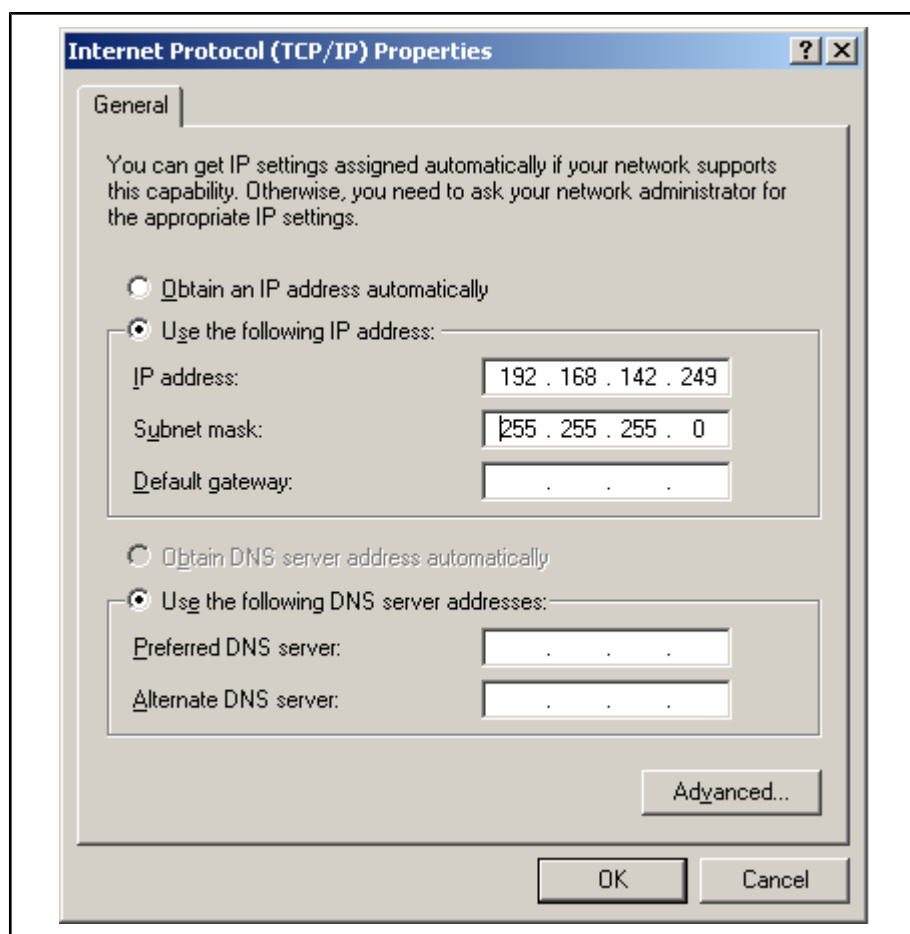 Internet Protocol (TCP/IP) Properties
General
You can get IP settings assigned automatically if your network supports
this capability. Otherwise, you need to ask your network administrator for
the appropriate IP settings.
Obtain an IP address automatically
Use the following IP address:
IP address: 192 . 168 . 142 . 249
Subnet mask: 255 . 255 . 255 . 0
Default gateway: . . .
Obtain DNS server address automatically
Use the following DNS server addresses:
Preferred DNS server: . . .
Alternate DNS server: . . .
Advanced...
OK Cancel